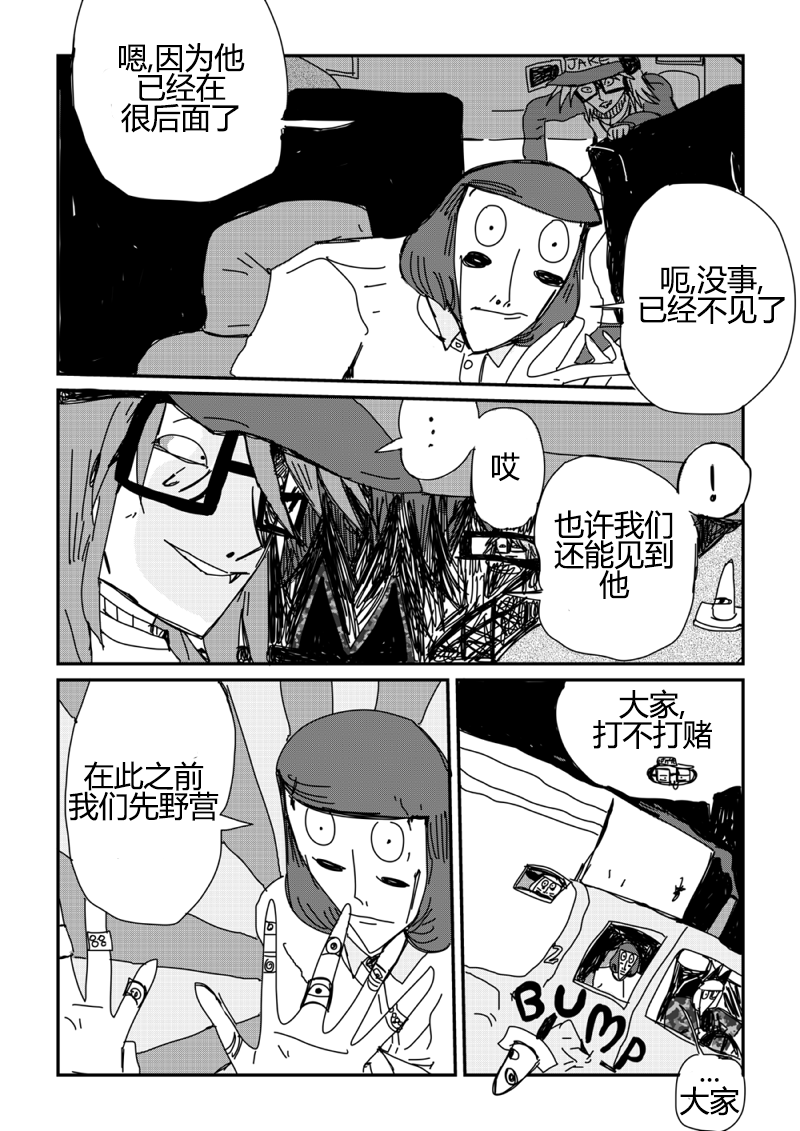 嗯,因为他
已经在
很后面了
JAKE
呃,没事,
已经不见了
...
哎
也许我们
还能见到
他
!
在此之前
我们先野营
大家,
打不打赌
2
BUMP
...
大家